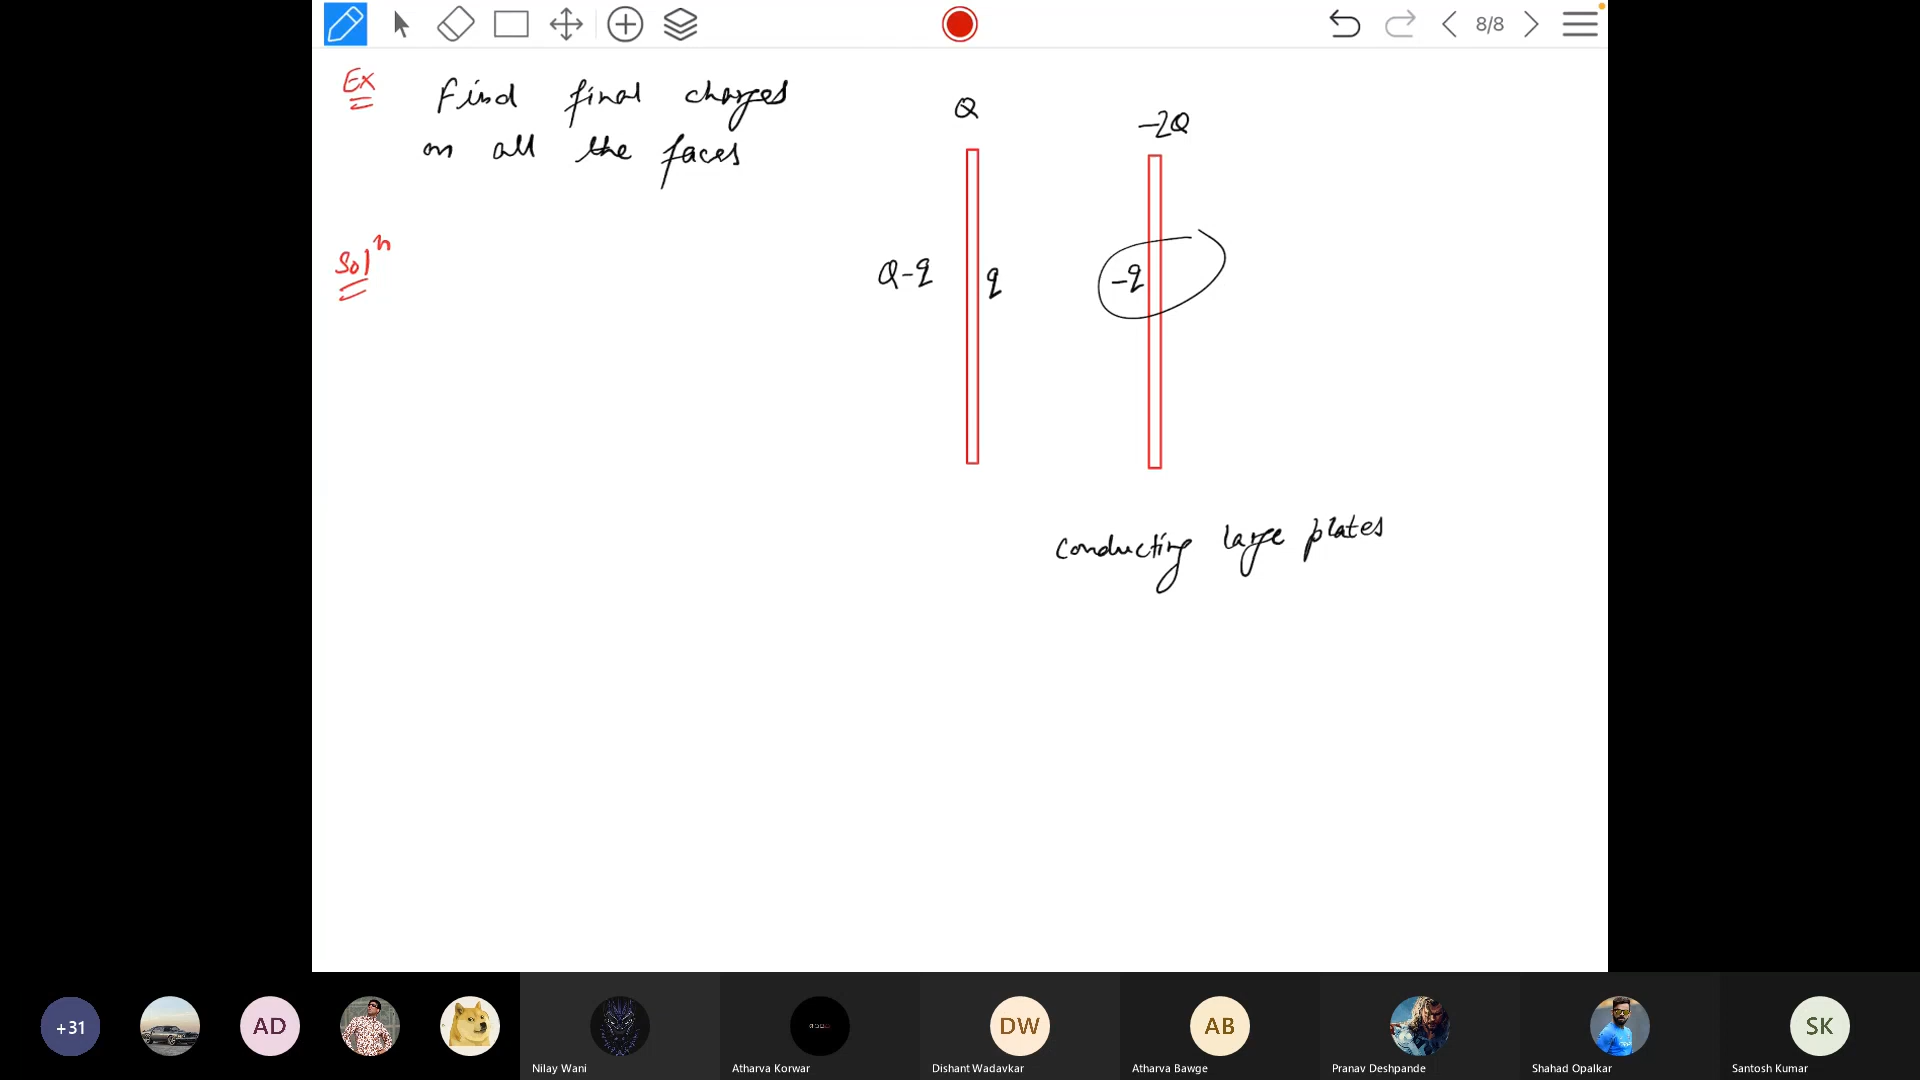 8/8
Ex Find final charges
on all the faces
Q
-2Q
Solⁿ
Q-q
q
-q
conducting large plates
+31
AD
DW
AB
SK
Nilay Wani
Atharva Korwar
Dishant Wadavkar
Atharva Bawge
Pranav Deshpande
Shahad Opalkar
Santosh Kumar